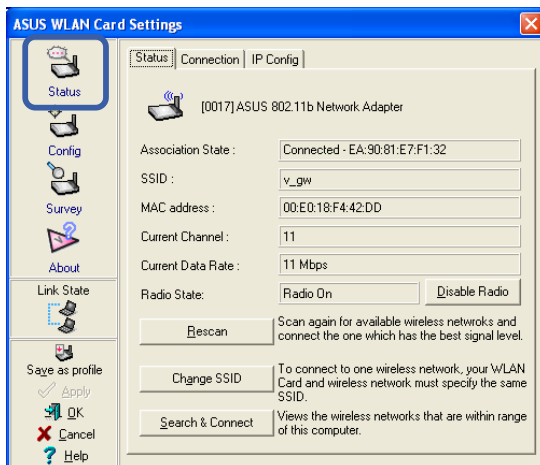 ASUS WLAN Card Settings
Status
Config
Survey
About
Link State
Save as profile
Apply
OK
Cancel
Help
Status Connection IP Config
[0017] ASUS 802.11b Network Adapter
Association State : Connected - EA:90:81:E7:F1:32
SSID : v_gw
MAC address : 00:E0:18:F4:42:DD
Current Channel : 11
Current Data Rate : 11 Mbps
Radio State: Radio On Disable Radio
Rescan
Scan again for available wireless netwroks and
connect the one which has the best signal level.
Change SSID
To connect to one wireless network, your WLAN
Card and wireless network must specify the same
SSID.
Search & Connect
Views the wireless networks that are within range
of this computer.